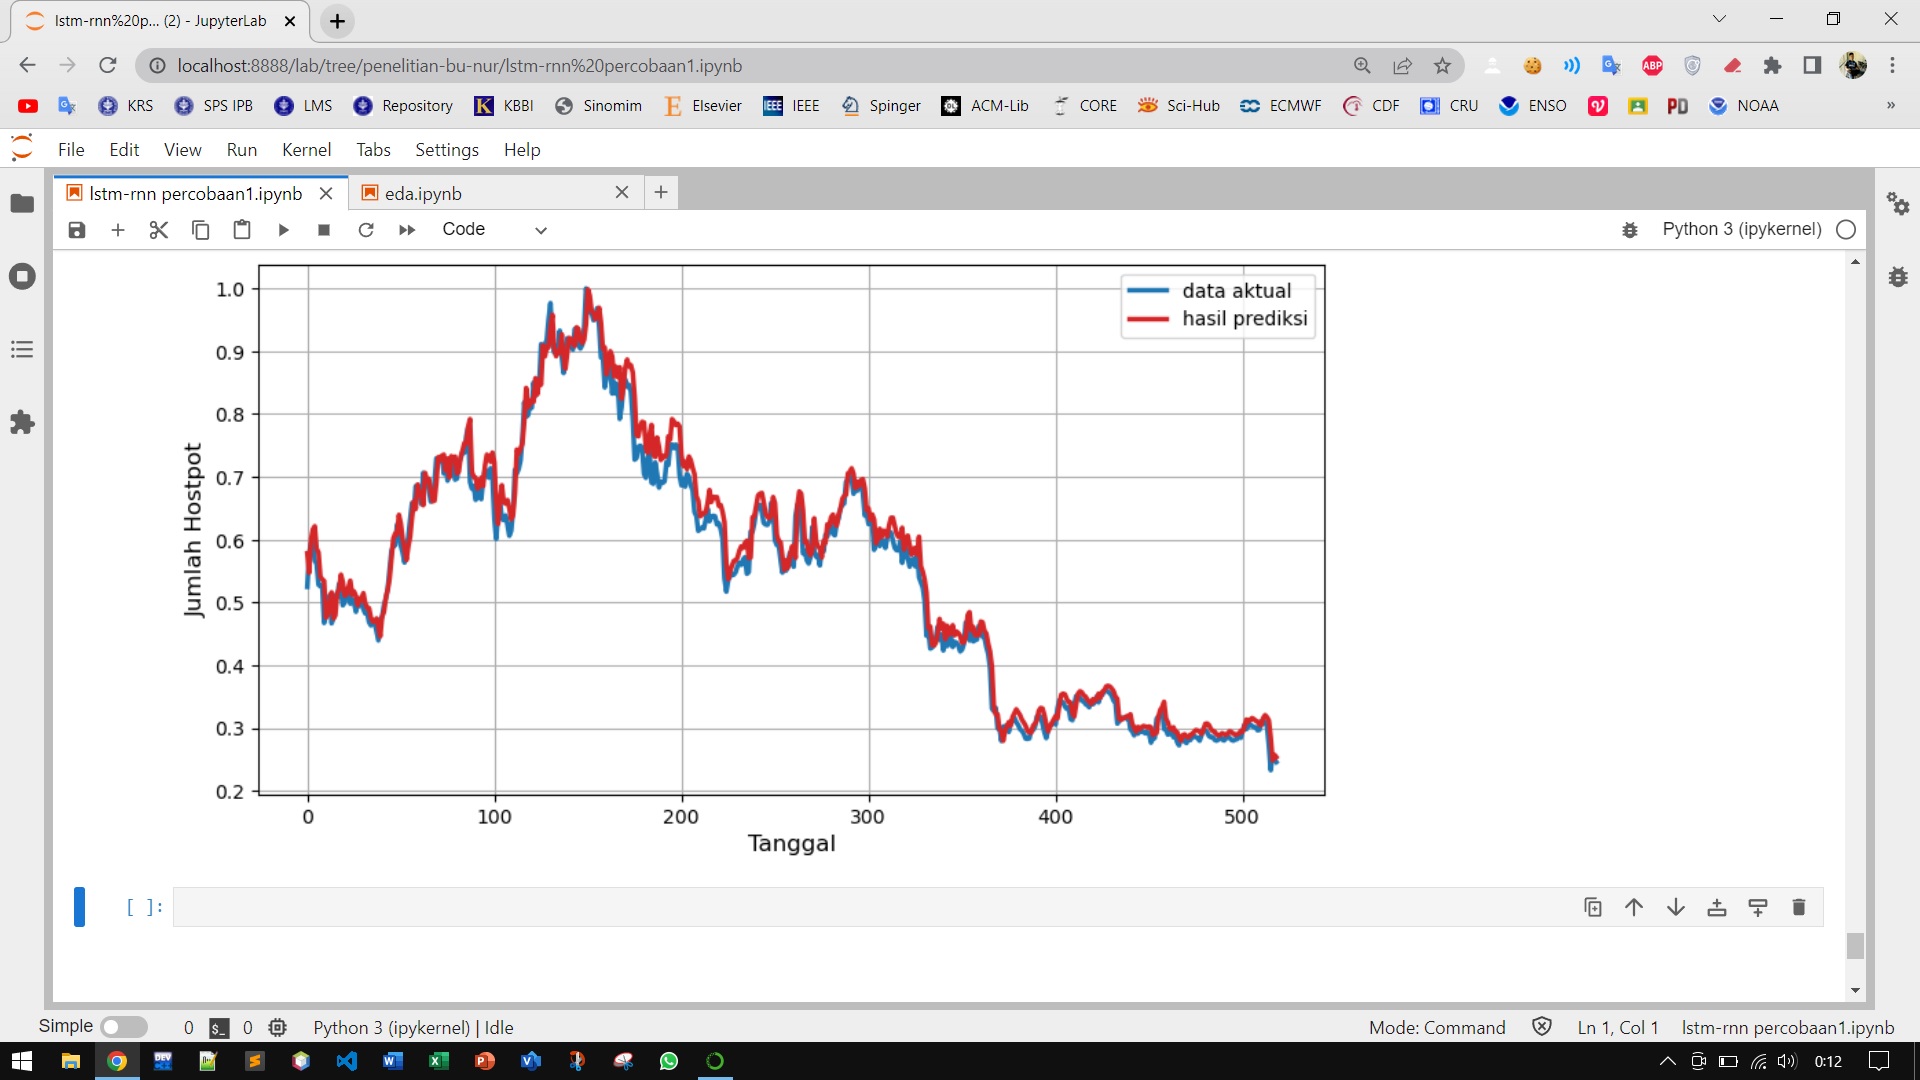 lstm-rnn%20p... (2) - JupyterLab
localhost:8888/lab/tree/penelitian-bu-nur/lstm-rnn%20percobaan1.ipynb
KRS SPS IPB LMS Repository KBBI Sinomim Elsevier IEEE Spinger ACM-Lib CORE Sci-Hub ECMWF CDF CRU ENSO PD NOAA »
File Edit View Run Kernel Tabs Settings Help
lstm-rnn percobaan1.ipynb eda.ipynb
Code Python 3 (ipykernel)
data aktual
hasil prediksi
1.0
0.9
0.8
0.7
0.6
0.5
0.4
0.3
0.2
Jumlah Hostpot
0 100 200 300 400 500
Tanggal
[ ]:
Simple 0 $_ 0 Python 3 (ipykernel) | Idle Mode: Command Ln 1, Col 1 lstm-rnn percobaan1.ipynb
0:12